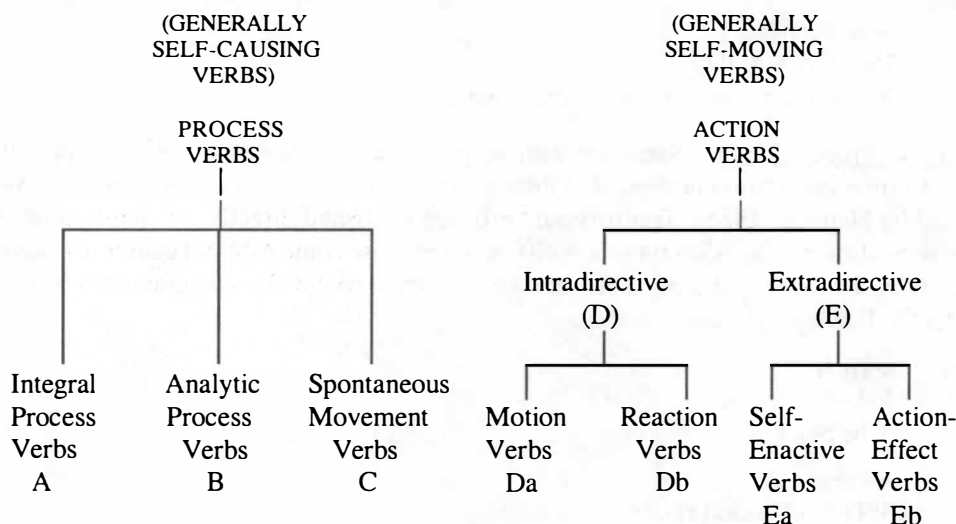 (GENERALLY
SELF-CAUSING
VERBS)
(GENERALLY
SELF-MOVING
VERBS)
PROCESS
VERBS
ACTION
VERBS
Intradirective
(D)
Extradirective
(E)
Integral
Process
Verbs
A
Analytic
Process
Verbs
B
Spontaneous
Movement
Verbs
C
Motion
Verbs
Da
Reaction
Verbs
Db
Self-
Enactive
Verbs
Ea
Action-
Effect
Verbs
Eb